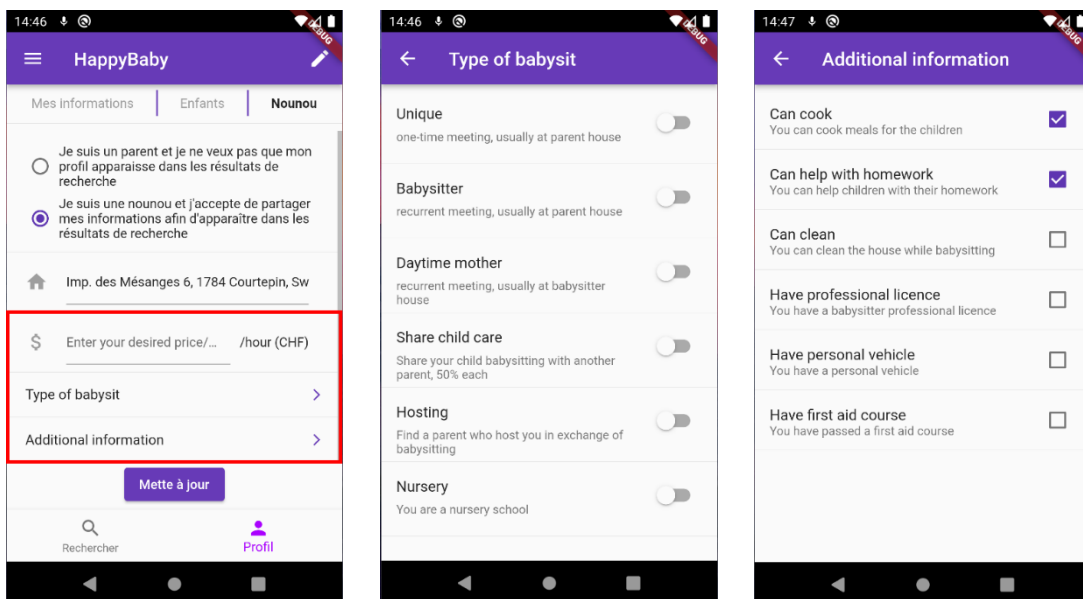 14:46
DEBUG
HappyBaby
Mes informations
Enfants
Nounou
Je suis un parent et je ne veux pas que mon
profil apparaisse dans les résultats de
recherche
Je suis une nounou et j'accepte de partager
mes informations afin d'apparaître dans les
résultats de recherche
Imp. des Mésanges 6, 1784 Courtepin, Sw
$ Enter your desired price/... /hour (CHF)
Type of babysit
Additional information
Mette à jour
Rechercher
Profil
14:46
DEBUG
Type of babysit
Unique
one-time meeting, usually at parent house
Babysitter
recurrent meeting, usually at parent house
Daytime mother
recurrent meeting, usually at babysitter
house
Share child care
Share your child babysitting with another
parent, 50% each
Hosting
Find a parent who host you in exchange of
babysitting
Nursery
You are a nursery school
14:47
DEBUG
Additional information
Can cook
You can cook meals for the children
Can help with homework
You can help children with their homework
Can clean
You can clean the house while babysitting
Have professional licence
You have a babysitter professional licence
Have personal vehicle
You have a personal vehicle
Have first aid course
You have passed a first aid course